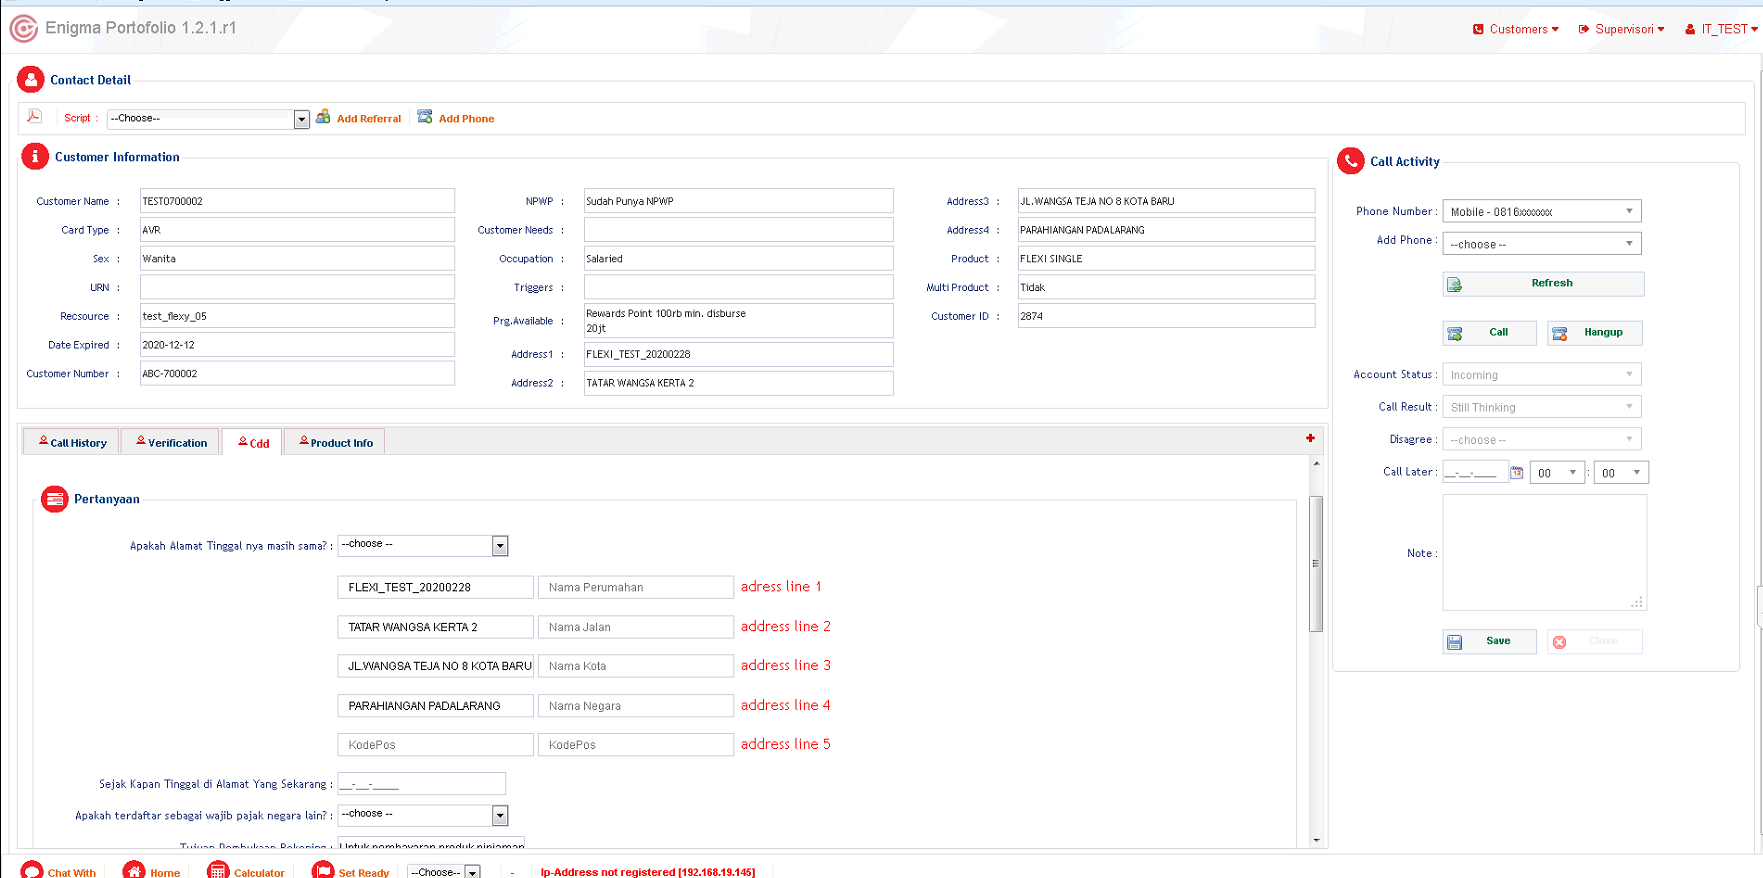 Enigma Portofolio 1.2.1.r1
Customers
Supervisori
IT_TEST
Contact Detail
Script :
--Choose--
Add Referral
Add Phone
Customer Information
Customer Name : TEST0700002
Card Type : AVR
Sex : Wanita
URN :
Recsource : test_flexy_05
Date Expired : 2020-12-12
Customer Number : ABC-700002
NPWP : Sudah Punya NPWP
Customer Needs :
Occupation : Salaried
Triggers :
Prg.Available : Rewards Point 100rb min. disburse
20jt
Address1 : FLEXI_TEST_20200228
Address2 : TATAR WANGSA KERTA 2
Address3 : JL.WANGSA TEJA NO 8 KOTA BARU
Address4 : PARAHIANGAN PADALARANG
Product : FLEXI SINGLE
Multi Product : Tidak
Customer ID : 2874
Call Activity
Phone Number : Mobile - 0816xxxxxxx
Add Phone : --choose --
Refresh
Call
Hangup
Account Status : Incoming
Call Result : Still Thinking
Disagree : --choose --
Call Later : __-__-____ 12 00 : 00
Note :
Save
Close
Call History
Verification
Cdd
Product Info
Pertanyaan
Apakah Alamat Tinggal nya masih sama? : --choose --
FLEXI_TEST_20200228 Nama Perumahan adress line 1
TATAR WANGSA KERTA 2 Nama Jalan address line 2
JL.WANGSA TEJA NO 8 KOTA BARU Nama Kota address line 3
PARAHIANGAN PADALARANG Nama Negara address line 4
KodePos KodePos address line 5
Sejak Kapan Tinggal di Alamat Yang Sekarang : __-__-____
Apakah terdaftar sebagai wajib pajak negara lain? : --choose --
Tujuan Pembukaan Rekening : Untuk pembayaran produk pinjaman
Chat With
Home
Calculator
Set Ready
--Choose--
-
Ip-Address not registered [192.168.19.145]